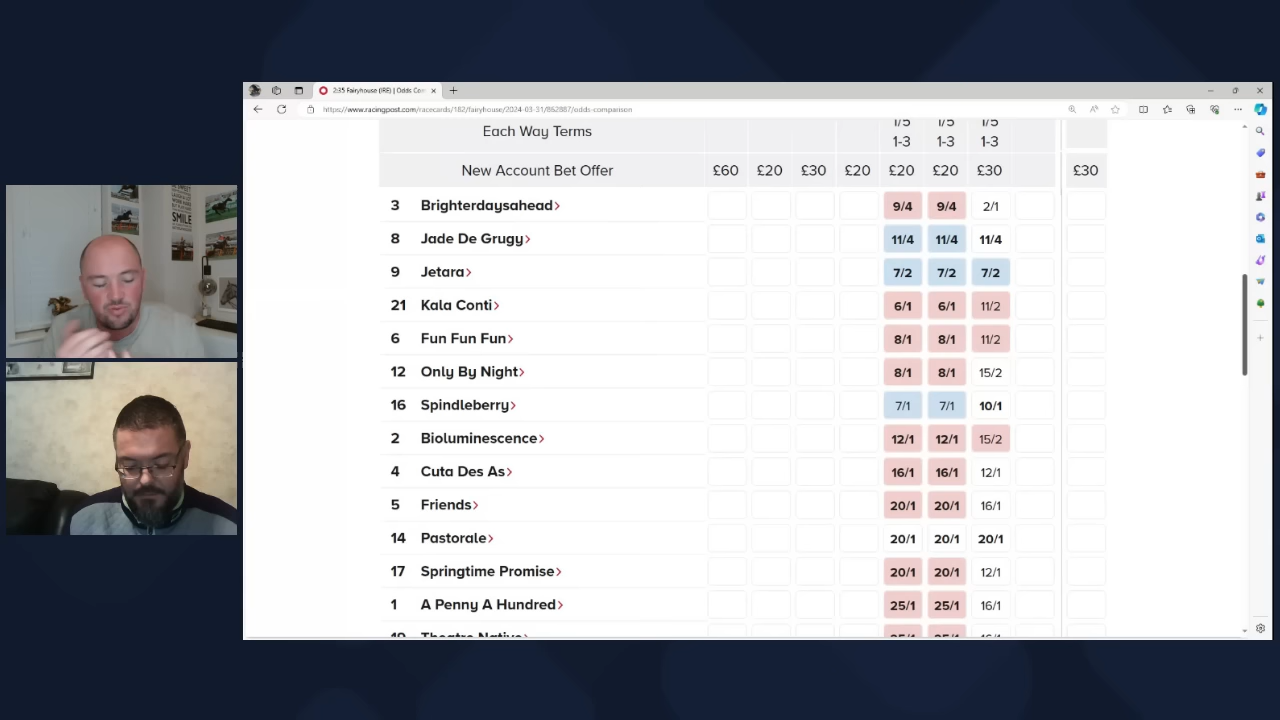 2:35 Fairyhouse (IRE) | Odds Com
https://www.racingpost.com/racecards/182/fairyhouse/2024-03-31/862887/odds-comparison
SMILE
1/5 1/5 1/5
Each Way Terms
1-3 1-3 1-3
New Account Bet Offer £60 £20 £30 £20 £20 £20 £30 £30
3 Brighterdaysahead> 9/4 9/4 2/1
8 Jade De Grugy> 11/4 11/4 11/4
9 Jetara> 7/2 7/2 7/2
21 Kala Conti> 6/1 6/1 11/2
6 Fun Fun Fun> 8/1 8/1 11/2
12 Only By Night> 8/1 8/1 15/2
16 Spindleberry> 7/1 7/1 10/1
2 Bioluminescence> 12/1 12/1 15/2
4 Cuta Des As> 16/1 16/1 12/1
5 Friends> 20/1 20/1 16/1
14 Pastorale> 20/1 20/1 20/1
17 Springtime Promise> 20/1 20/1 12/1
1 A Penny A Hundred> 25/1 25/1 16/1
Theatre Native>